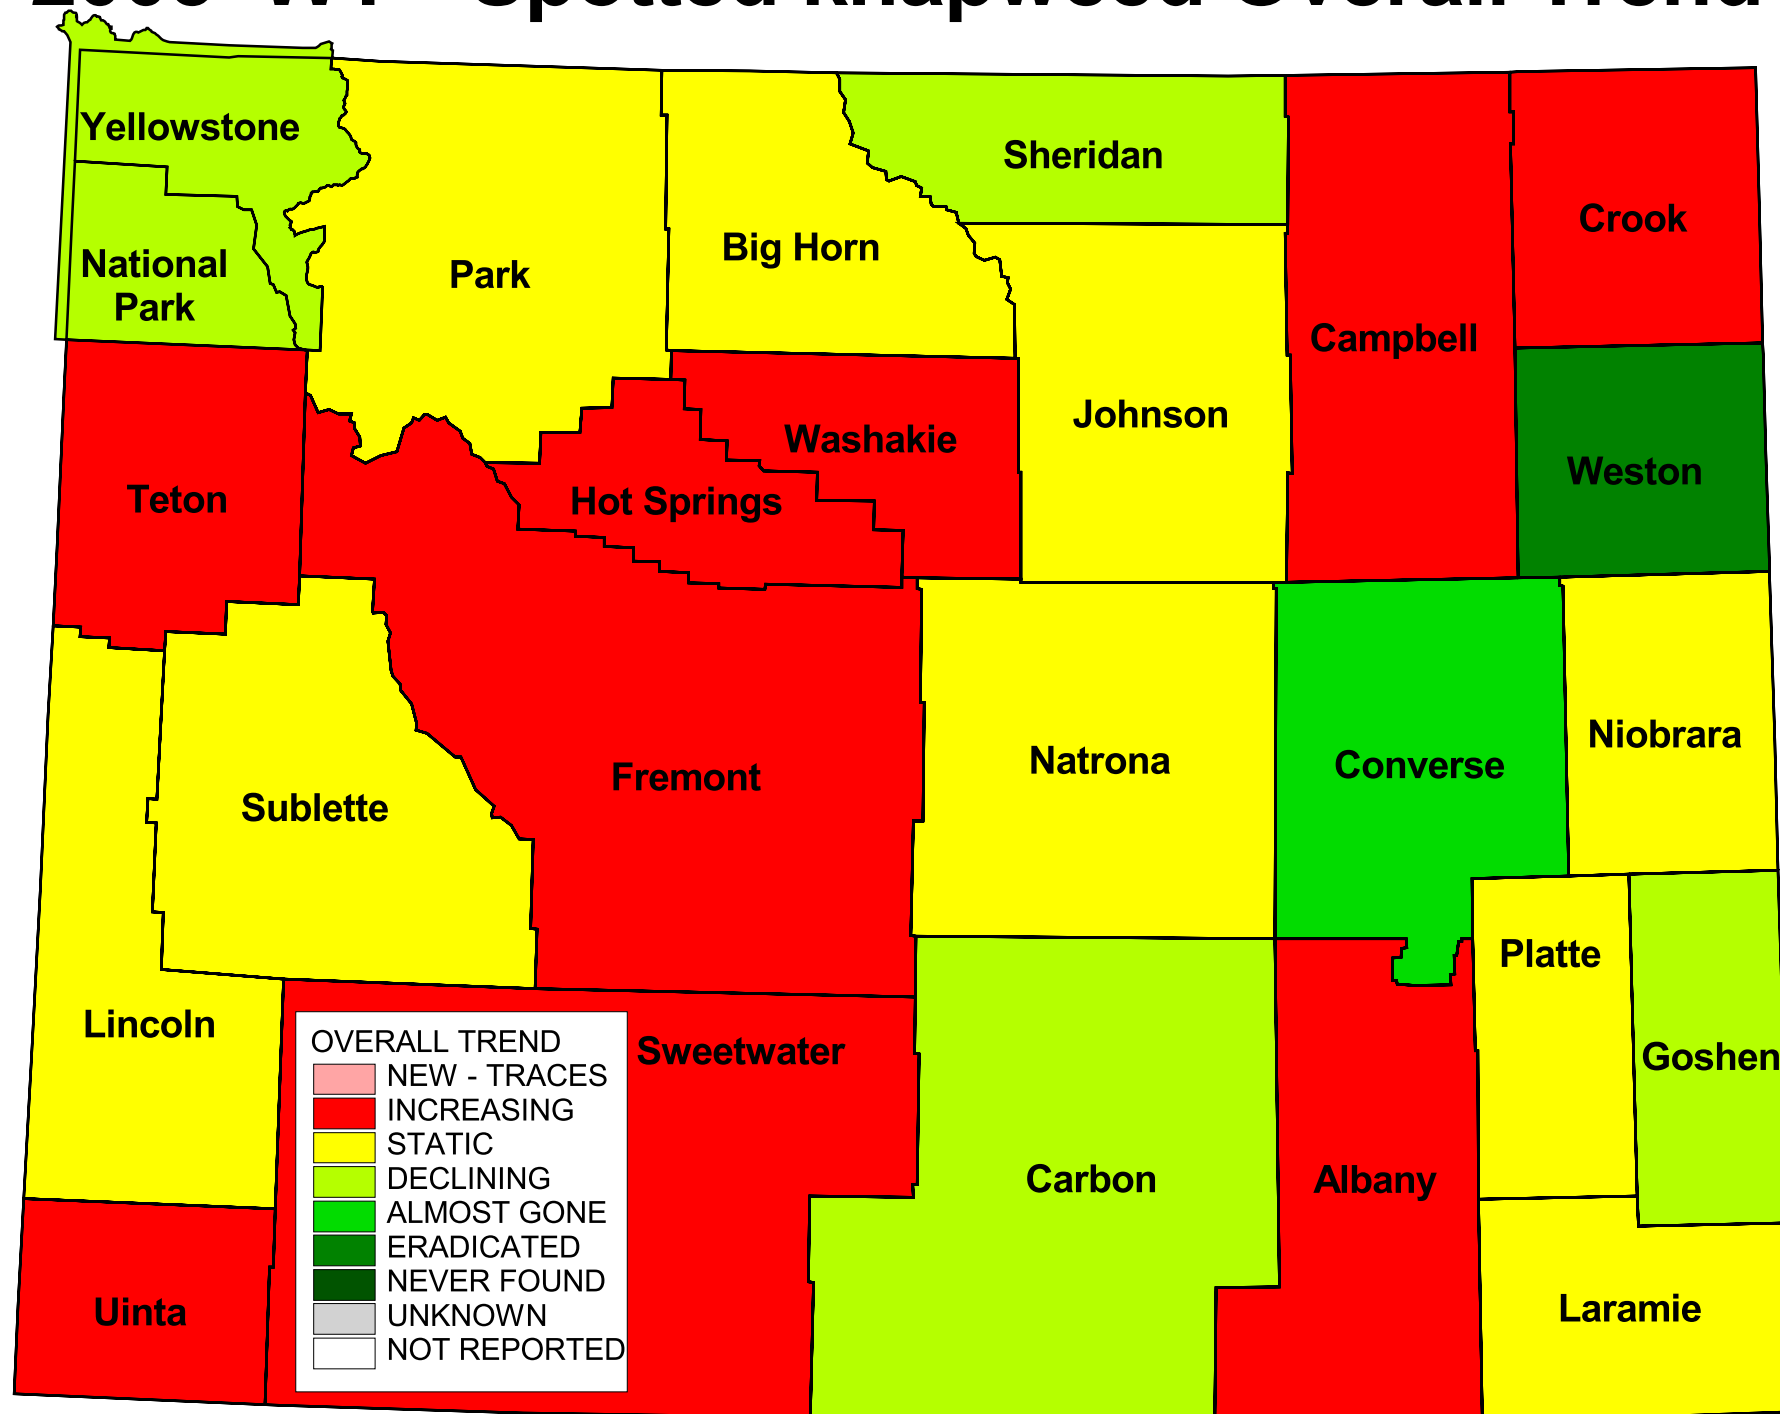 Yellowstone
National
Park
Park
Big Horn
Sheridan
Campbell
Crook
Johnson
Washakie
Hot Springs
Weston
Teton
Sublette
Fremont
Natrona
Converse
Niobrara
Platte
Lincoln
Sweetwater
Goshen
Carbon
Albany
Uinta
Laramie
OVERALL TREND
NEW - TRACES
INCREASING
STATIC
DECLINING
ALMOST GONE
ERADICATED
NEVER FOUND
UNKNOWN
NOT REPORTED